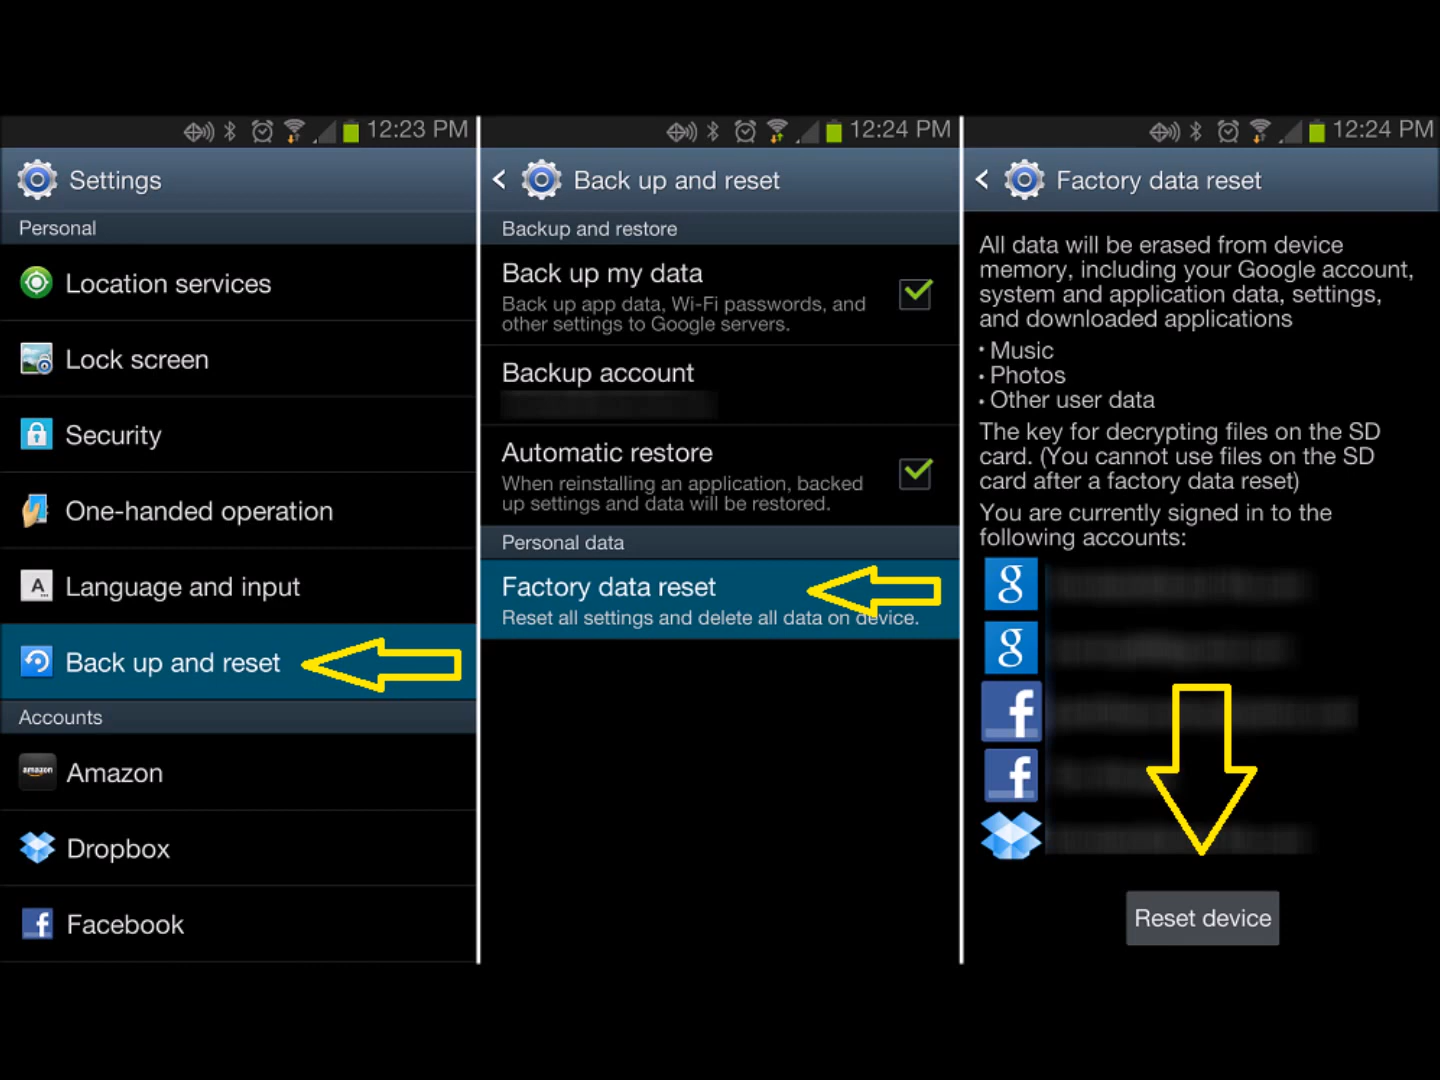 12:23 PM
Settings
Personal
Location services
Lock screen
Security
One-handed operation
A
Language and input
Back up and reset
Accounts
amazon
Amazon
Dropbox
f
Facebook
12:24 PM
Back up and reset
Backup and restore
Back up my data
Back up app data, Wi-Fi passwords, and
other settings to Google servers.
Backup account
Automatic restore
When reinstalling an application, backed
up settings and data will be restored.
Personal data
Factory data reset
Reset all settings and delete all data on device.
12:24 PM
Factory data reset
All data will be erased from device
memory, including your Google account,
system and application data, settings,
and downloaded applications
• Music
• Photos
• Other user data
The key for decrypting files on the SD
card. (You cannot use files on the SD
card after a factory data reset)
You are currently signed in to the
following accounts:
g
g
f
f
Reset device